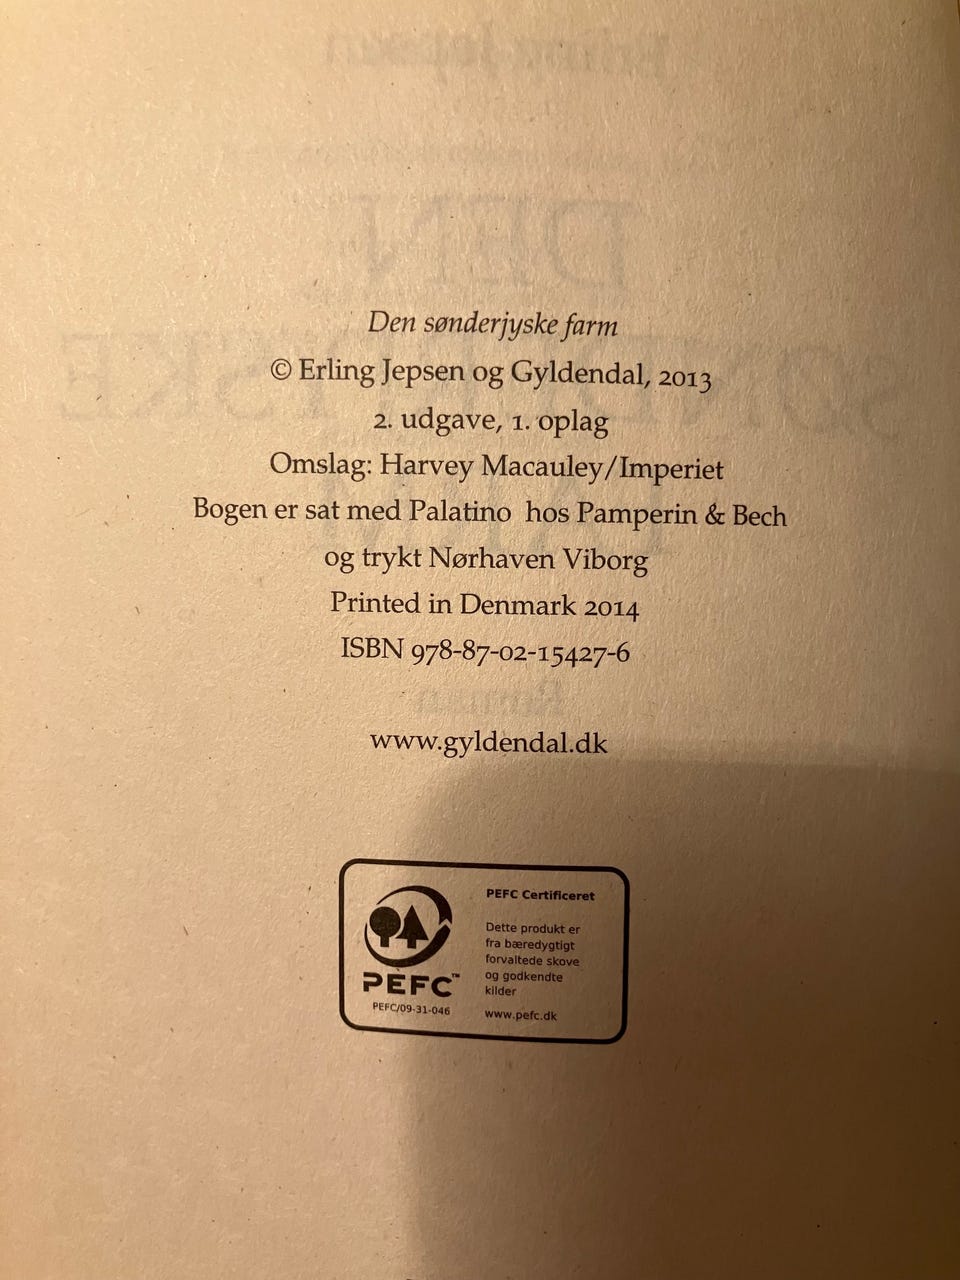 Den sønderjyske farm
© Erling Jepsen og Gyldendal, 2013
2. udgave, 1. oplag
Omslag: Harvey Macauley/Imperiet
Bogen er sat med Palatino hos Pamperin & Bech
og trykt Nørhaven Viborg
Printed in Denmark 2014
ISBN 978-87-02-15427-6
www.gyldendal.dk
PEFC™
PEFC/09-31-046
PEFC Certificeret
Dette produkt er
fra bæredygtigt
forvaltede skove
og godkendte
kilder
www.pefc.dk